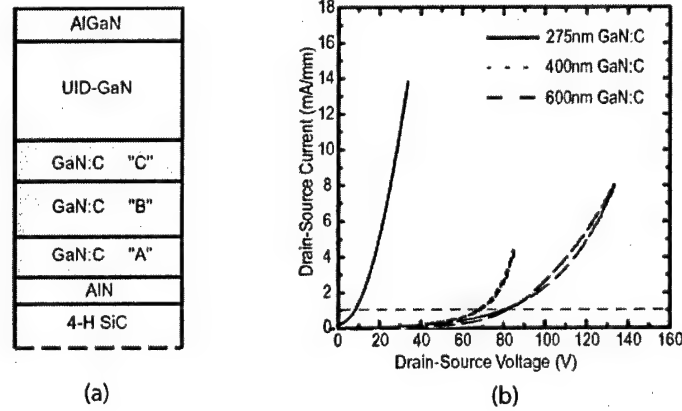 AlGaN
UID-GaN
GaN:C "C"
GaN:C "B"
GaN:C "A"
AlN
4-H SiC
(a)
18
16
14
12
10
8
6
4
2
0
Drain-Source Current (mA/mm)
275nm GaN:C
400nm GaN:C
600nm GaN:C
0 20 40 60 80 100 120 140 160
Drain-Source Voltage (V)
(b)